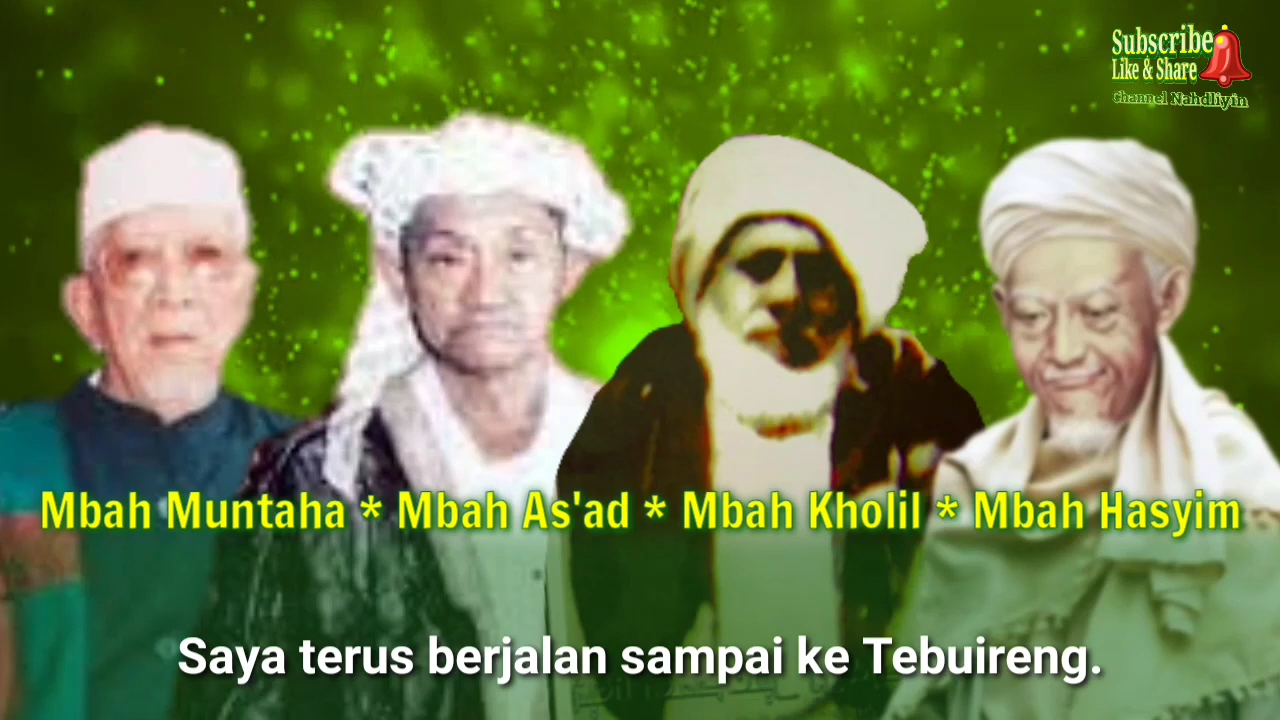 Subscribe
Like & Share
Channel Nahdliyin
Mbah Muntaha * Mbah As'ad * Mbah Kholil * Mbah Hasyim
Saya terus berjalan sampai ke Tebuireng.